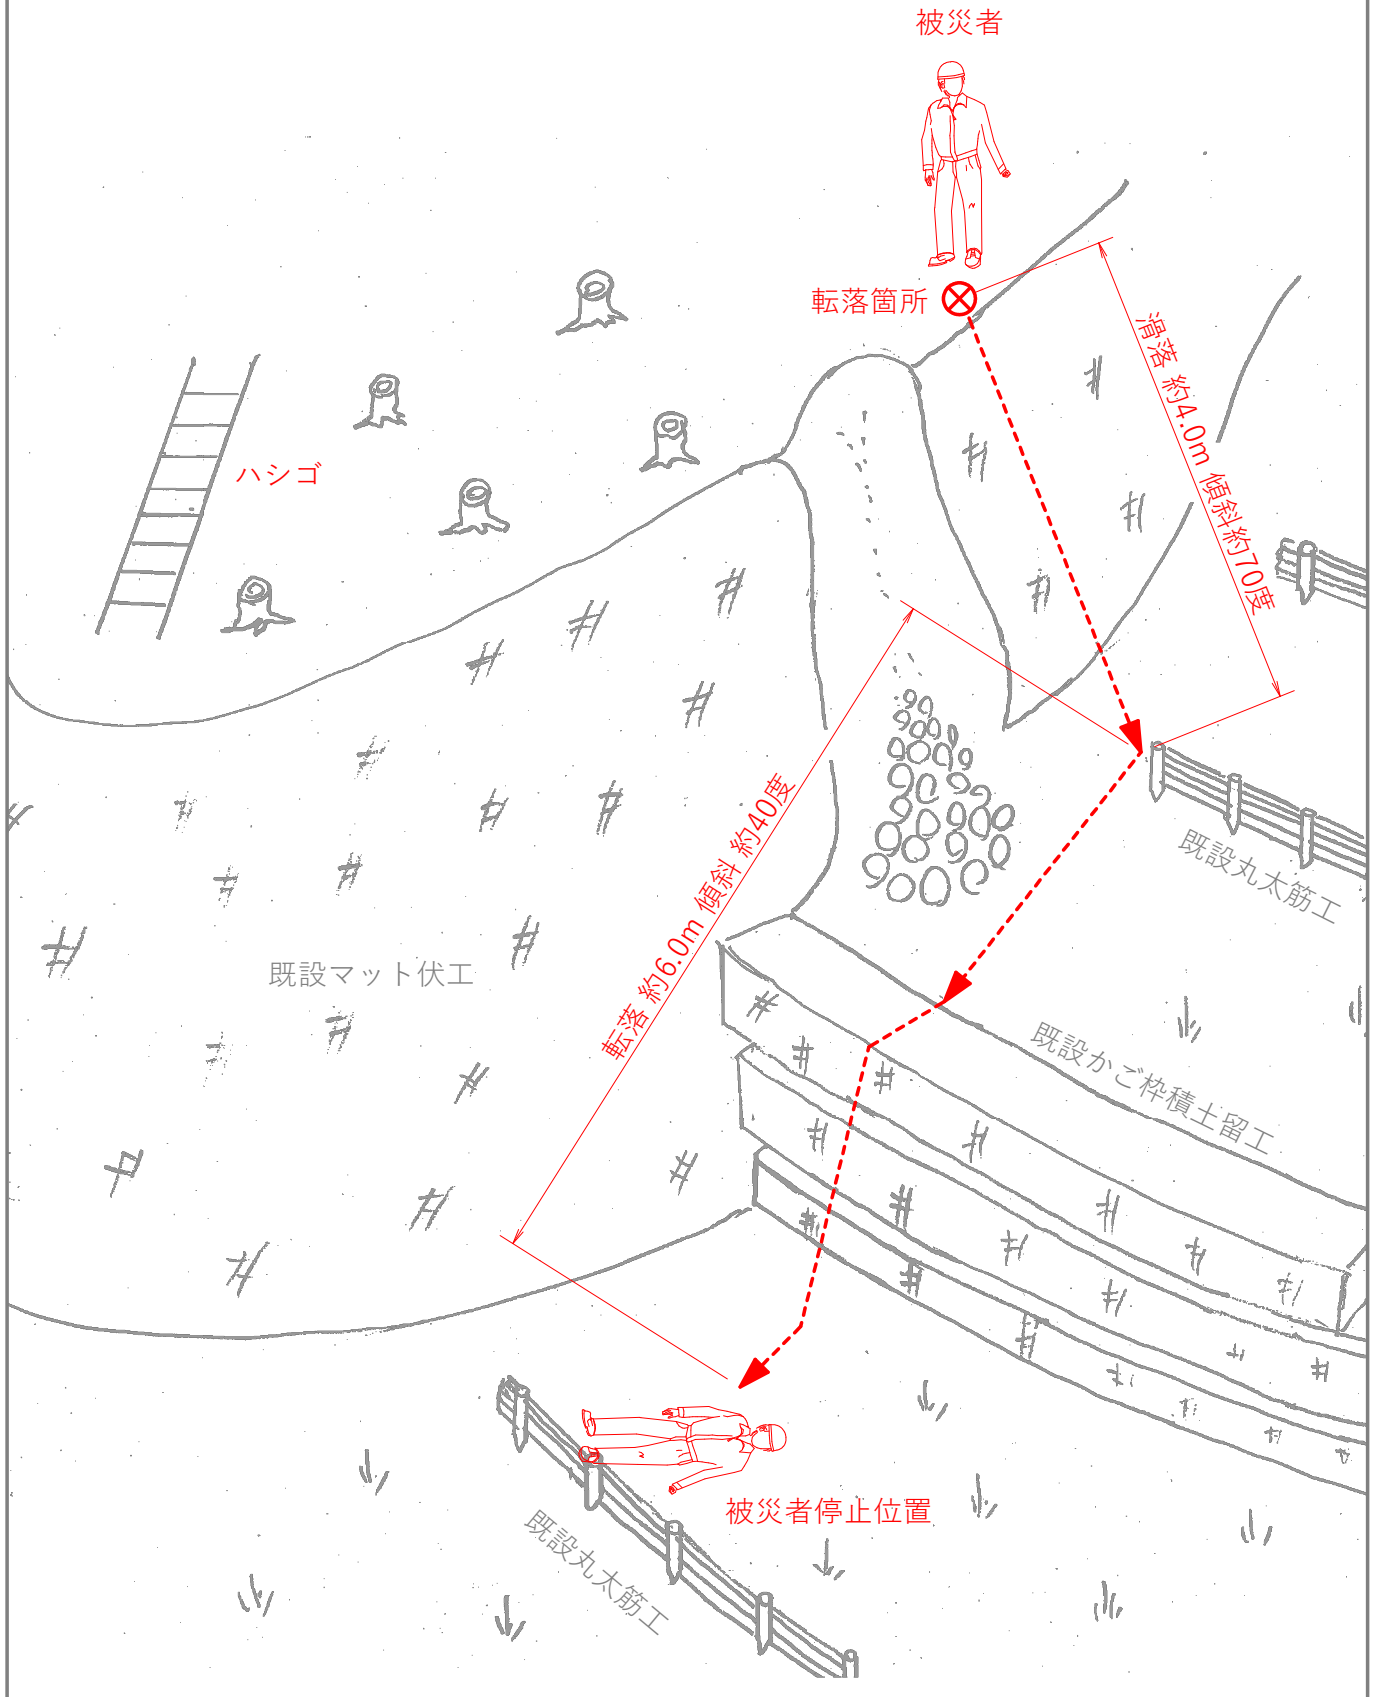 被災者
転落箇所
滑落 約4.0m 傾斜約70度
ハシゴ
転落 約6.0m 傾斜 約40度
既設丸太筋工
既設マット伏工
既設かご枠積土留工
被災者停止位置
既設丸太筋工